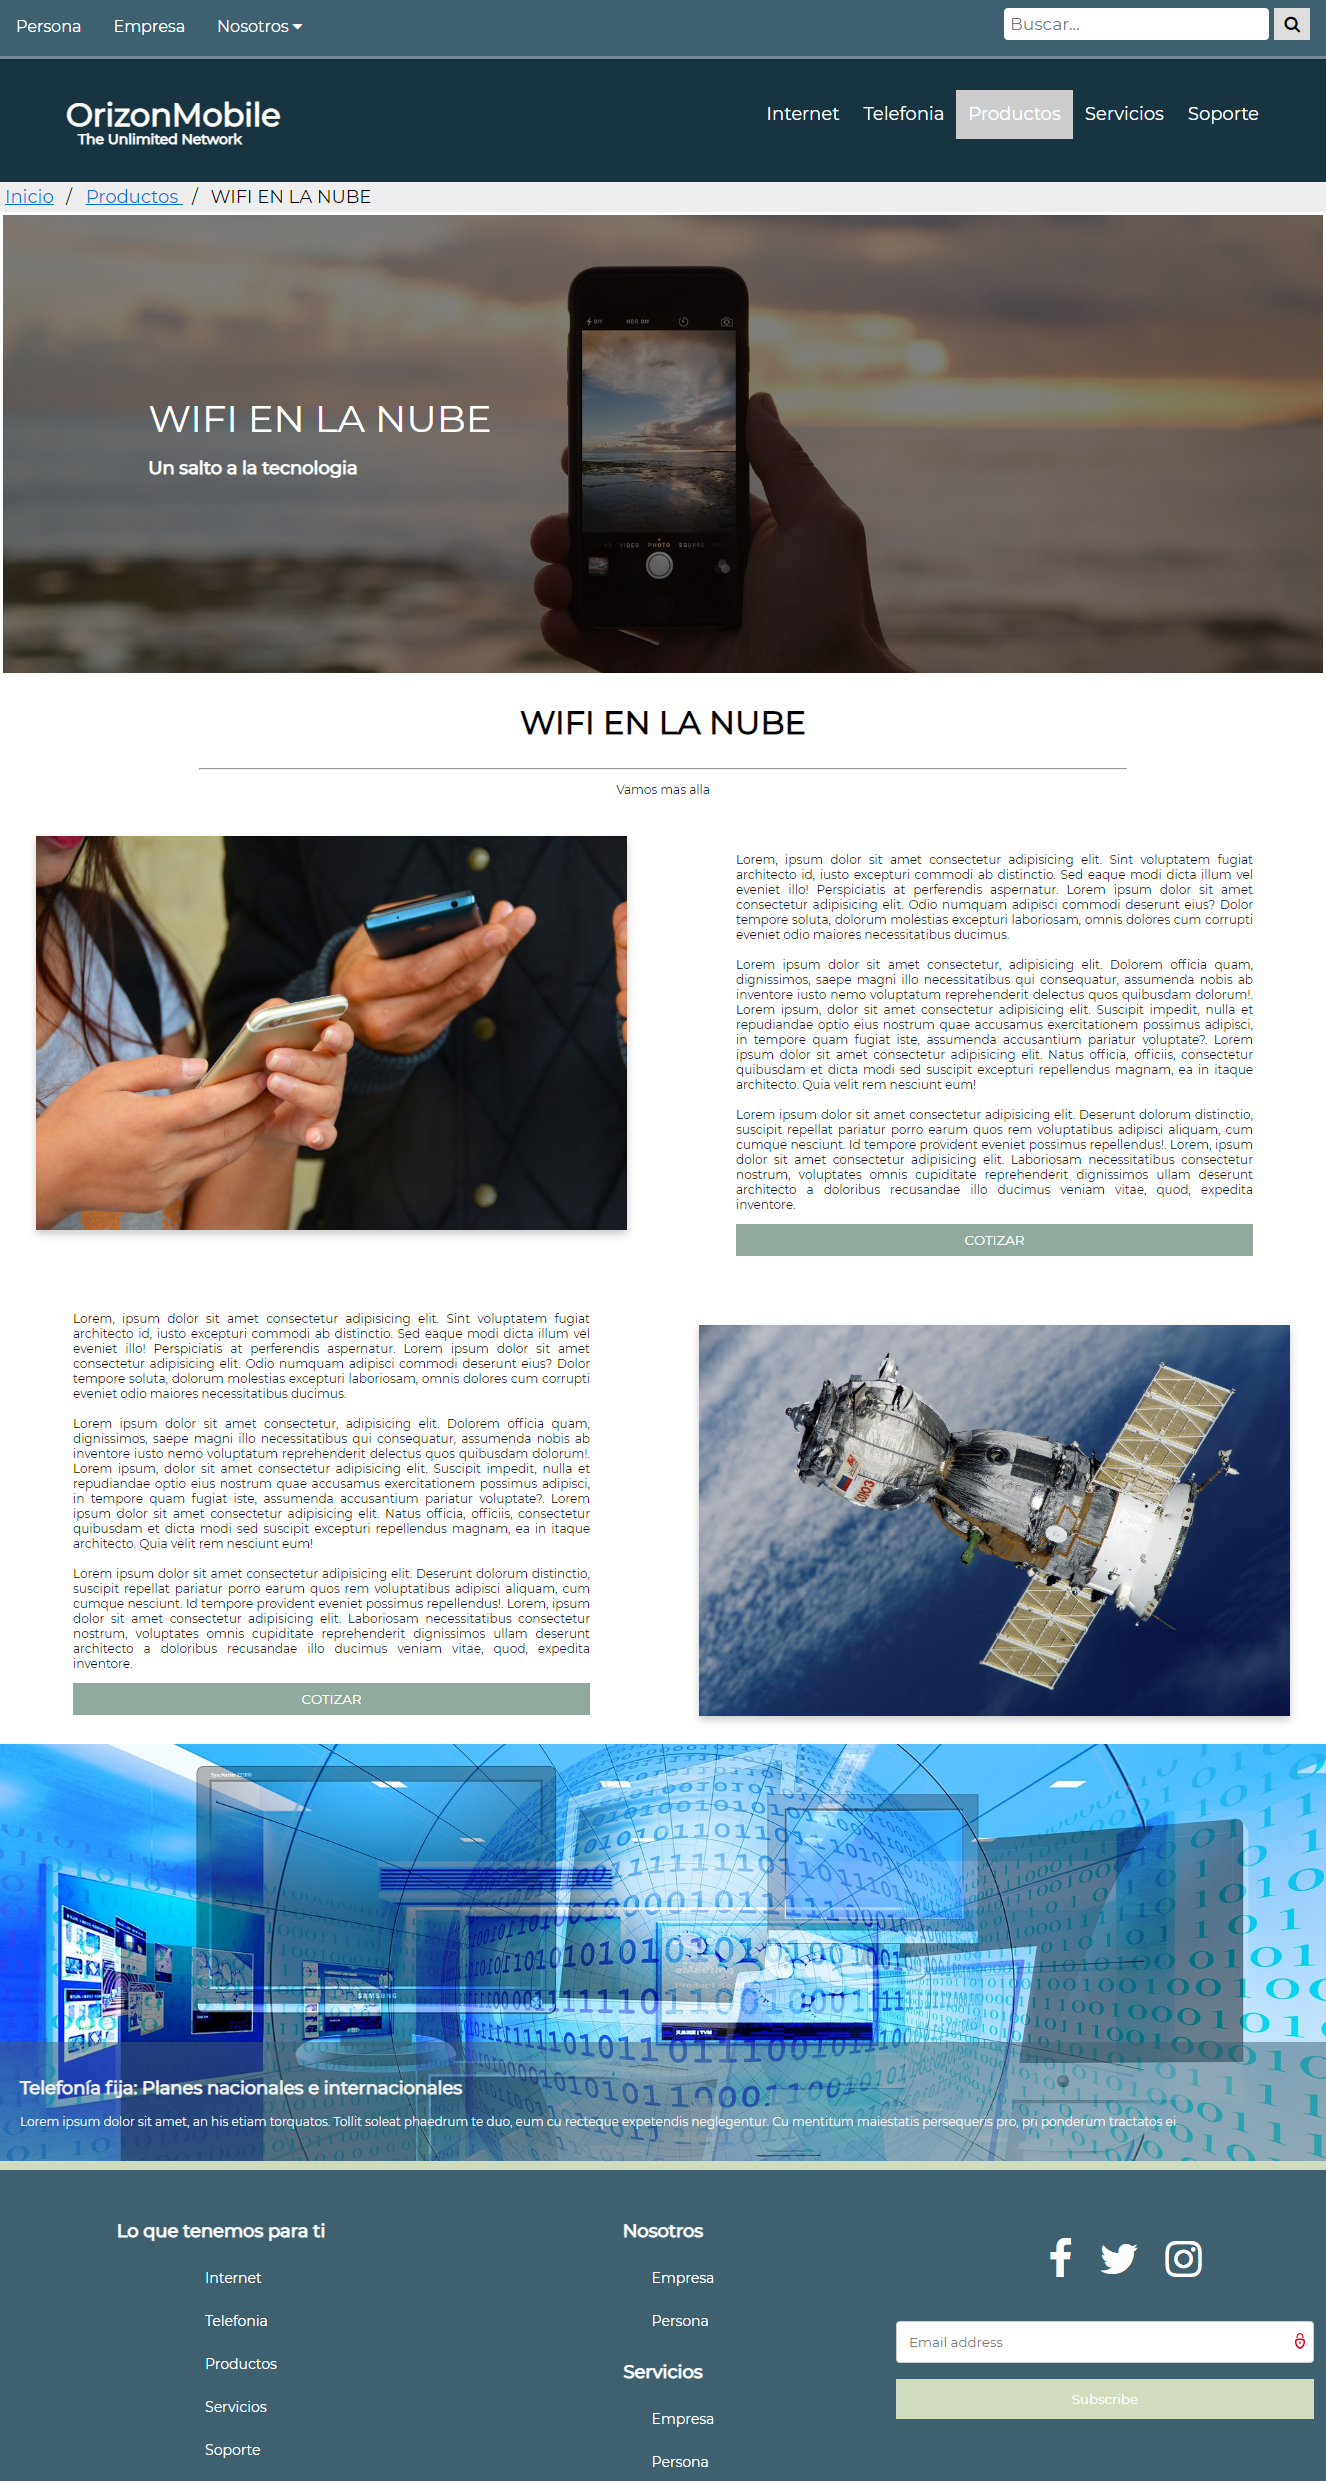 Persona Empresa Nosotros
Buscar...
OrizonMobile
The Unlimited Network
Internet Telefonia Productos Servicios Soporte
Inicio / Productos / WIFI EN LA NUBE
WIFI EN LA NUBE
Un salto a la tecnologia
VIDEO PHOTO SQUARE
WIFI EN LA NUBE
Vamos mas alla
Lorem, ipsum dolor sit amet consectetur adipisicing elit. Sint voluptatem fugiat
architecto id, iusto excepturi commodi ab distinctio. Sed eaque modi dicta illum vel
eveniet illo! Perspiciatis at perferendis aspernatur. Lorem ipsum dolor sit amet
consectetur adipisicing elit. Odio numquam adipisci commodi deserunt eius? Dolor
tempore soluta, dolorum molestias excepturi laboriosam, omnis dolores cum corrupti
eveniet odio maiores necessitatibus ducimus.
Lorem ipsum dolor sit amet consectetur, adipisicing elit. Dolorem officia quam,
dignissimos, saepe magni illo necessitatibus qui consequatur, assumenda nobis ab
inventore iusto nemo voluptatum reprehenderit delectus quos quibusdam dolorum!.
Lorem ipsum, dolor sit amet consectetur adipisicing elit. Suscipit impedit, nulla et
repudiandae optio eius nostrum quae accusamus exercitationem possimus adipisci,
in tempore quam fugiat iste, assumenda accusantium pariatur voluptate?. Lorem
ipsum dolor sit amet consectetur adipisicing elit. Natus officia, officiis, consectetur
quibusdam et dicta modi sed suscipit excepturi repellendus magnam, ea in itaque
architecto. Quia velit rem nesciunt eum!
Lorem ipsum dolor sit amet consectetur adipisicing elit. Deserunt dolorum distinctio,
suscipit repellat pariatur porro earum quos rem voluptatibus adipisci aliquam, cum
cumque nesciunt. Id tempore provident eveniet possimus repellendus!. Lorem, ipsum
dolor sit amet consectetur adipisicing elit. Laboriosam necessitatibus consectetur
nostrum, voluptates omnis cupiditate reprehenderit dignissimos ullam deserunt
architecto a doloribus recusandae illo ducimus veniam vitae, quod, expedita
inventore.
COTIZAR
Lorem, ipsum dolor sit amet consectetur adipisicing elit. Sint voluptatem fugiat
architecto id, iusto excepturi commodi ab distinctio. Sed eaque modi dicta illum vel
eveniet illo! Perspiciatis at perferendis aspernatur. Lorem ipsum dolor sit amet
consectetur adipisicing elit. Odio numquam adipisci commodi deserunt eius? Dolor
tempore soluta, dolorum molestias excepturi laboriosam, omnis dolores cum corrupti
eveniet odio maiores necessitatibus ducimus.
Lorem ipsum dolor sit amet consectetur, adipisicing elit. Dolorem officia quam,
dignissimos, saepe magni illo necessitatibus qui consequatur, assumenda nobis ab
inventore iusto nemo voluptatum reprehenderit delectus quos quibusdam dolorum!.
Lorem ipsum, dolor sit amet consectetur adipisicing elit. Suscipit impedit, nulla et
repudiandae optio eius nostrum quae accusamus exercitationem possimus adipisci,
in tempore quam fugiat iste, assumenda accusantium pariatur voluptate?. Lorem
ipsum dolor sit amet consectetur adipisicing elit. Natus officia, officiis, consectetur
quibusdam et dicta modi sed suscipit excepturi repellendus magnam, ea in itaque
architecto. Quia velit rem nesciunt eum!
Lorem ipsum dolor sit amet consectetur adipisicing elit. Deserunt dolorum distinctio,
suscipit repellat pariatur porro earum quos rem voluptatibus adipisci aliquam, cum
cumque nesciunt. Id tempore provident eveniet possimus repellendus!. Lorem, ipsum
dolor sit amet consectetur adipisicing elit. Laboriosam necessitatibus consectetur
nostrum, voluptates omnis cupiditate reprehenderit dignissimos ullam deserunt
architecto a doloribus recusandae illo ducimus veniam vitae, quod, expedita
inventore.
COTIZAR
SAMSUNG
Telefonía fija: Planes nacionales e internacionales
Lorem ipsum dolor sit amet, an his etiam torquatos. Tollit soleat phaedrum te duo, eum cu recteque expetendis neglegentur. Cu mentitum maiestatis persequeris pro, pri ponderum tractatos ei.
Lo que tenemos para ti
Internet
Telefonia
Productos
Servicios
Soporte
Nosotros
Empresa
Persona
Servicios
Empresa
Persona
Email address
Subscribe